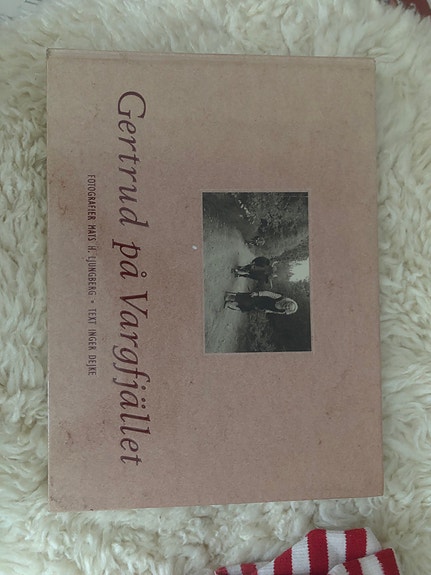 Gertrud på Vargfjället
FOTOGRAFIER MATS H. LJUNGBERG • TEXT INGER DEJKE